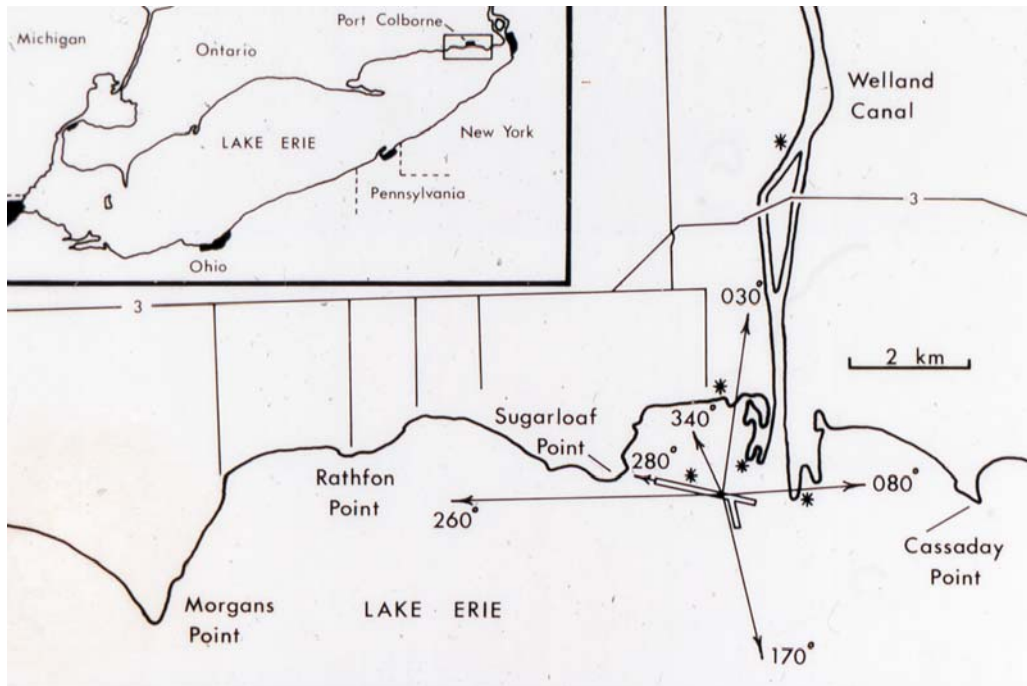 Port Colborne
Michigan
Ontario
LAKE ERIE
New York
Pennsylvania
Ohio
Welland
Canal
3
3
030°
2 km
Sugarloaf
Point
340°
280°
Rathfon
Point
260°
080°
Cassaday
Point
Morgans
Point
LAKE ERIE
170°